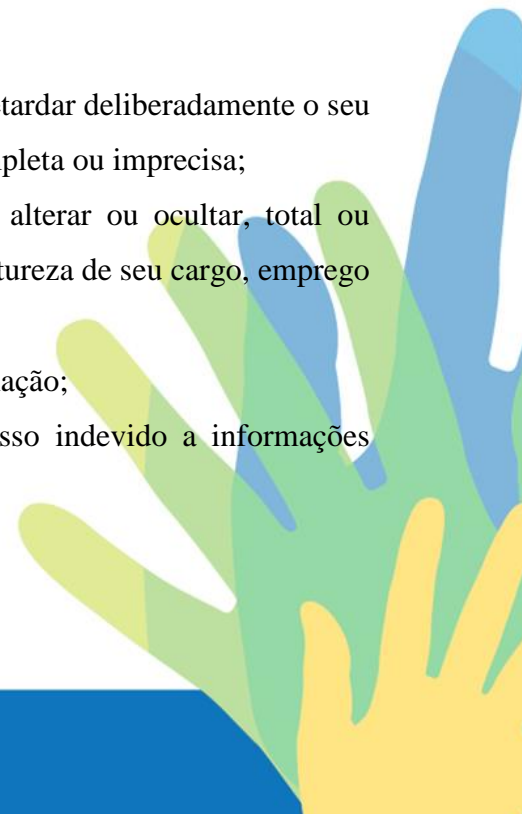 etardar deliberadamente o seu
pleta ou imprecisa;
alterar ou ocultar, total ou
tureza de seu cargo, emprego
ação;
sso indevido a informações